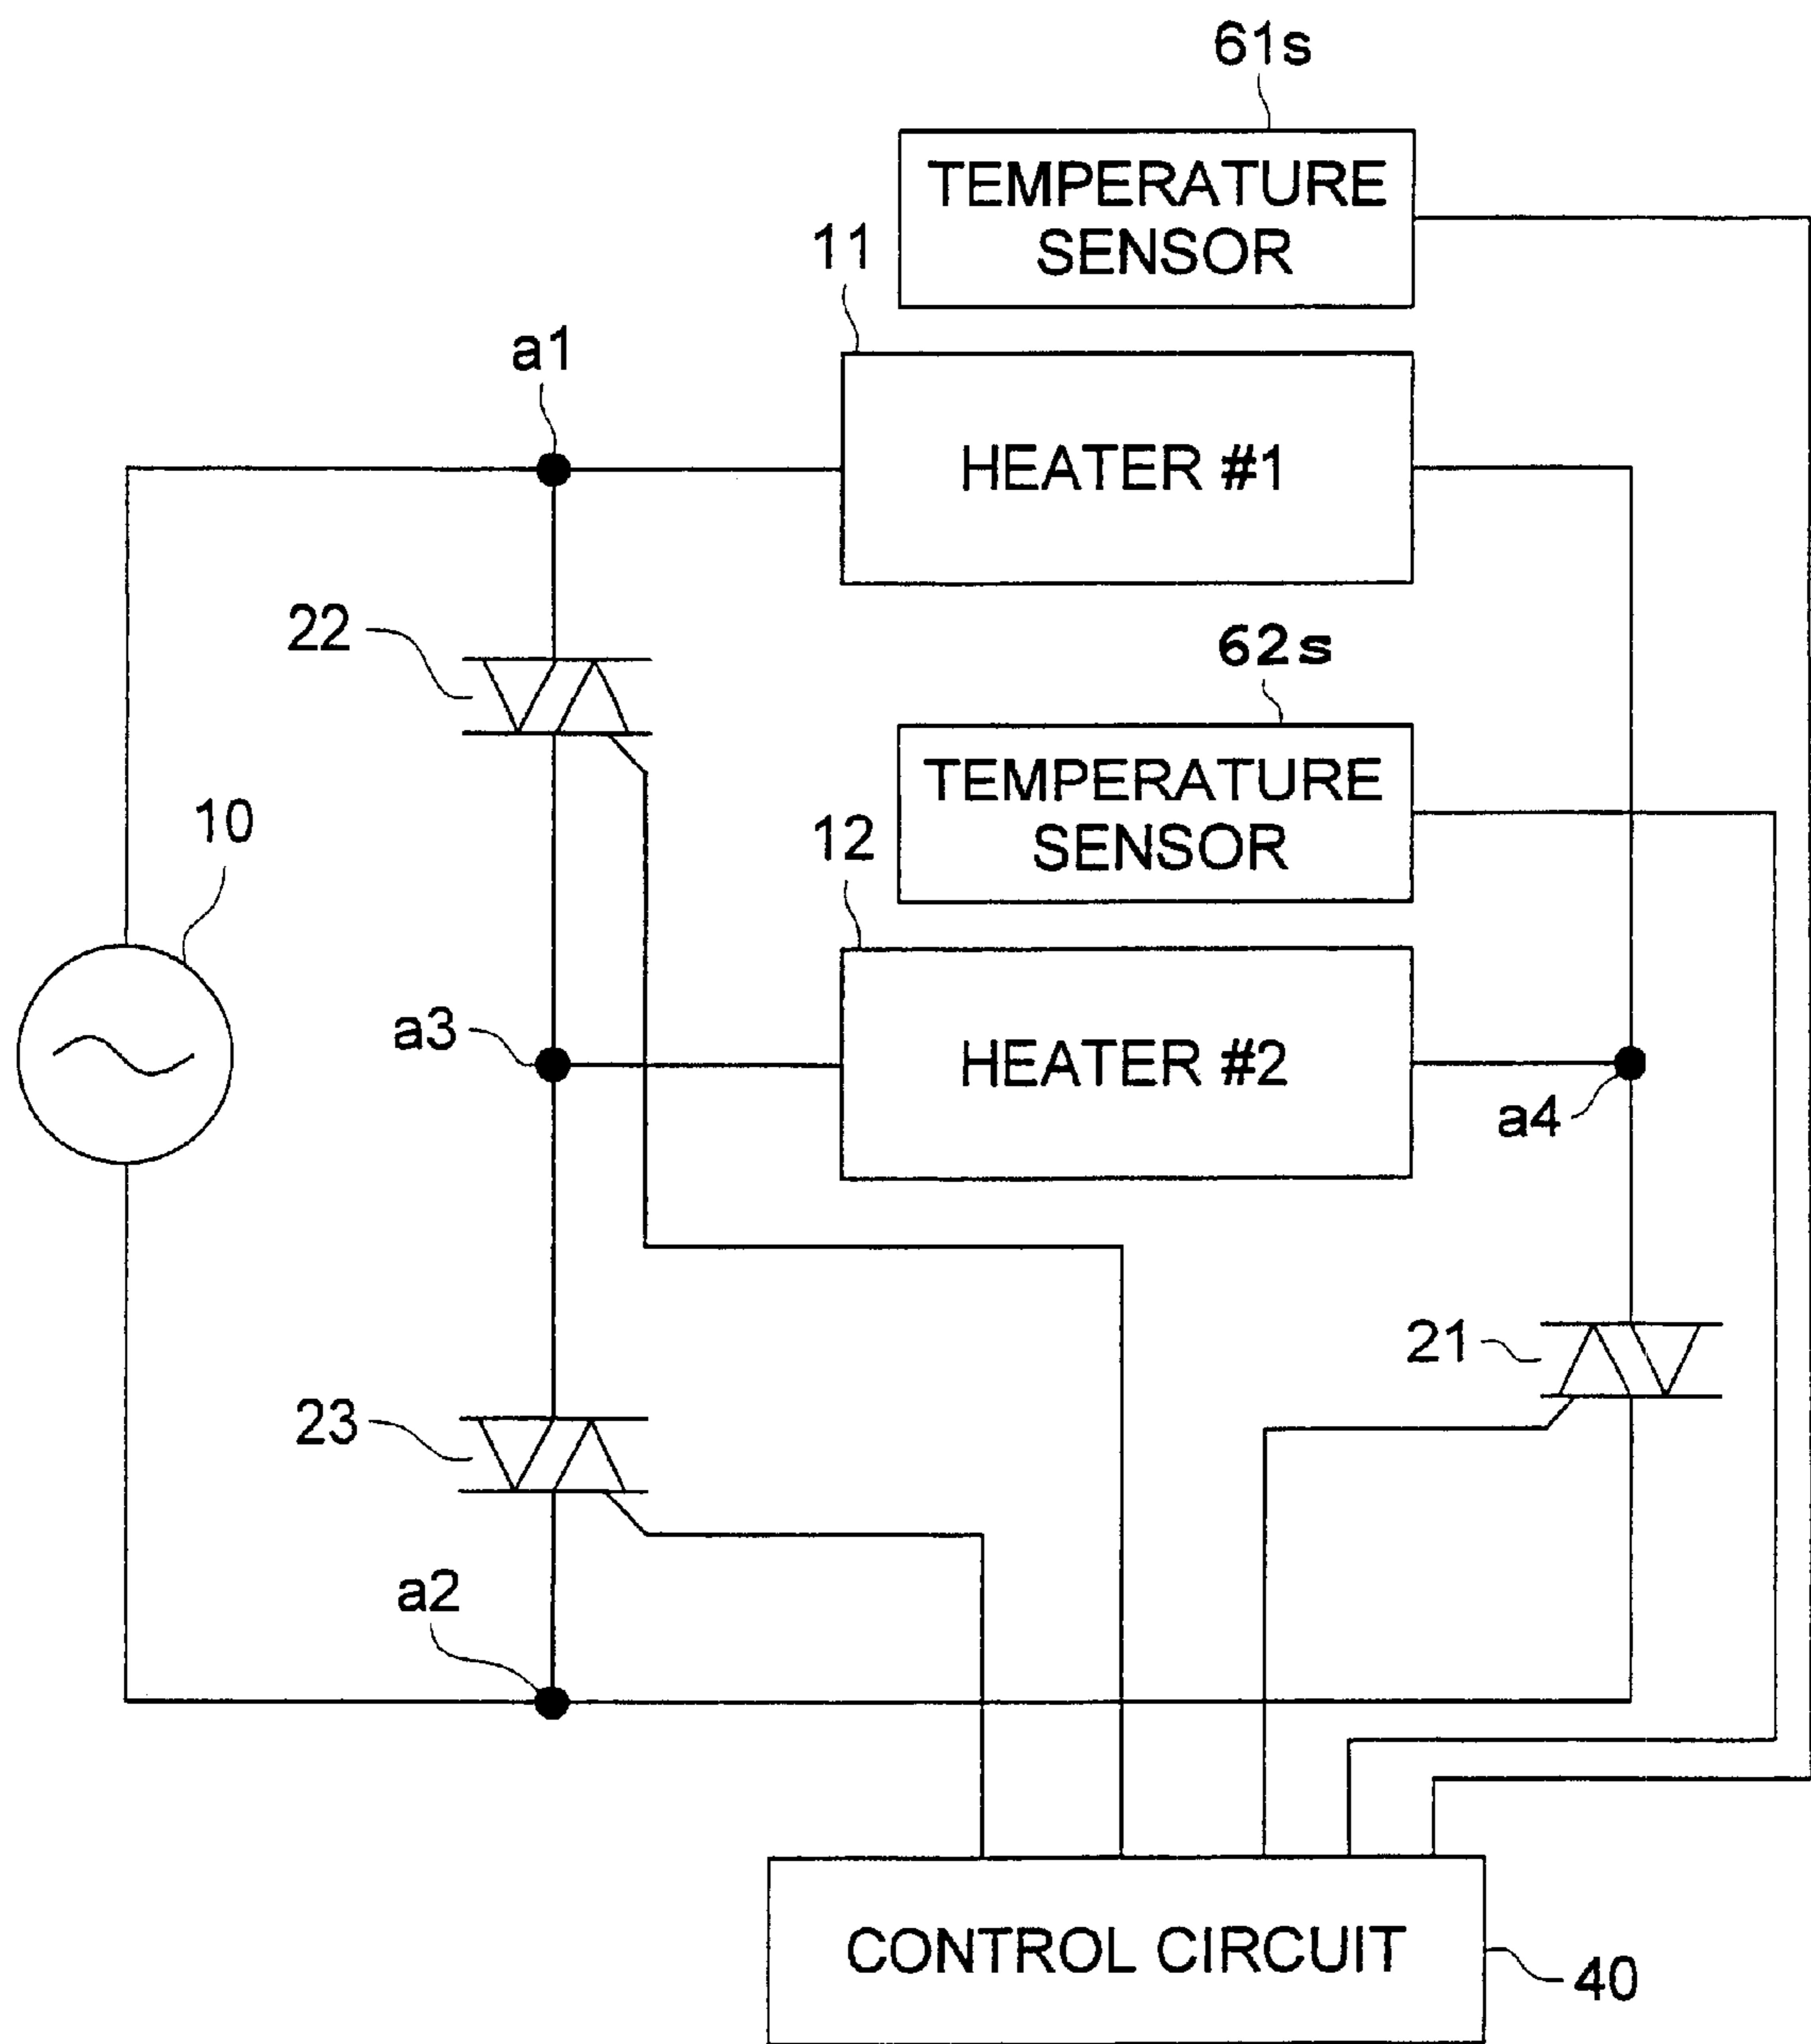 61s
TEMPERATURE
SENSOR
11
a1
HEATER #1
22
62s
TEMPERATURE
SENSOR
10
12
a3
HEATER #2
a4
21
23
a2
CONTROL CIRCUIT
40